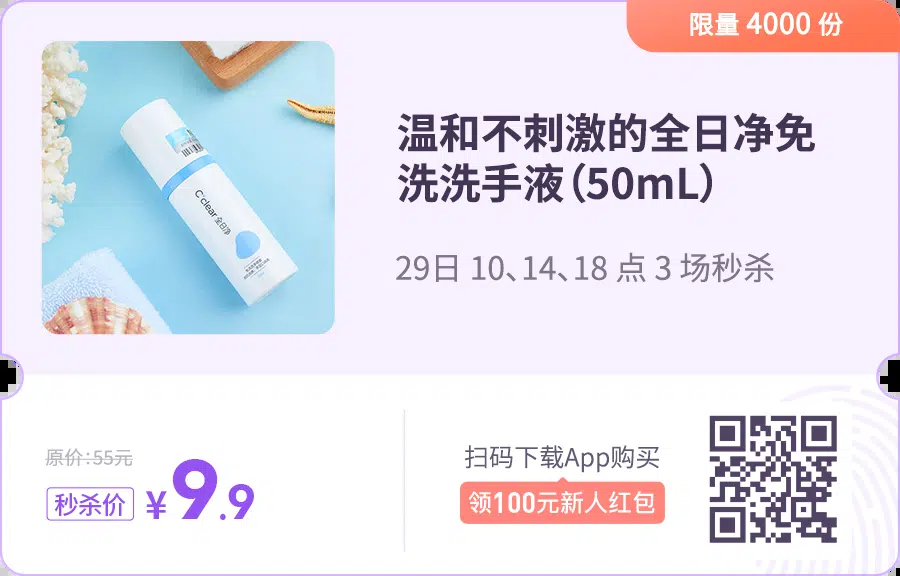 限量 4000 份
温和不刺激的全日净免
洗洗手液(50mL)
29日 10、14、18 点 3 场秒杀
C'clear 全日净
原价:55元
秒杀价 ¥9.9
扫码下载App购买
领100元新人红包